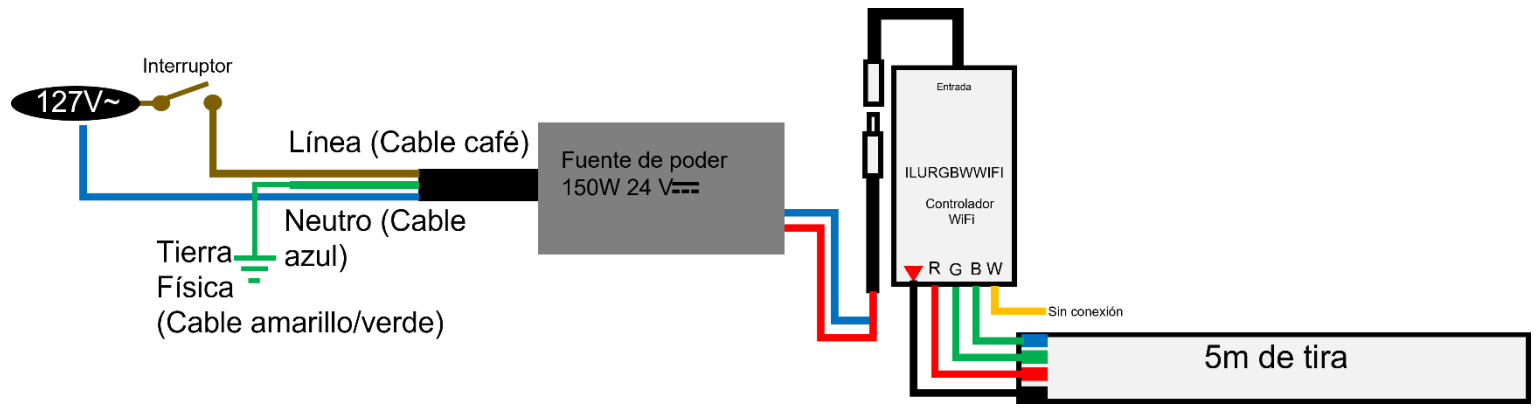 Interruptor
127V~
Línea (Cable café)
Neutro (Cable
azul)
Tierra
Física
(Cable amarillo/verde)
Fuente de poder
150W 24 V
Entrada
ILURGBWWIFI
Controlador
WiFi
R G B W
Sin conexión
5m de tira